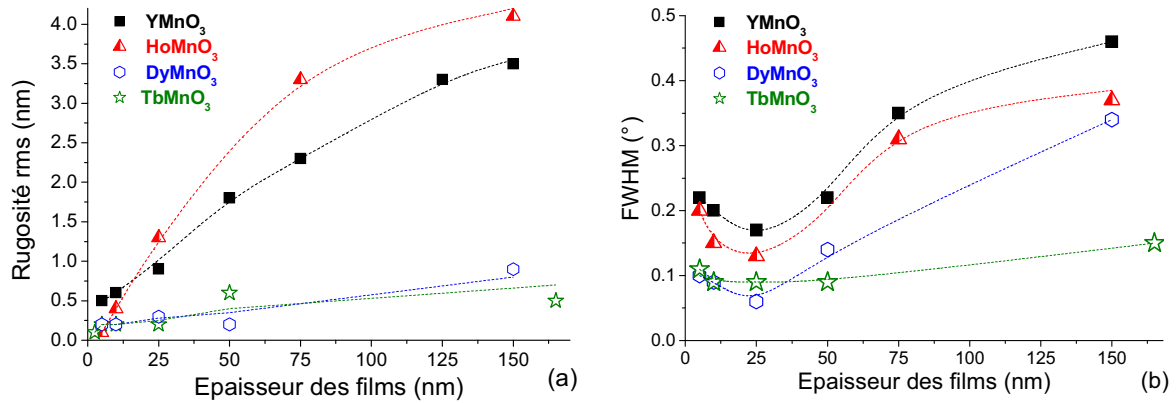 YMnO₃
HoMnO₃
DyMnO₃
TbMnO₃
Rugosité rms (nm)
4.0
3.5
3.0
2.5
2.0
1.5
1.0
0.5
0.0
0
25
50
75
100
125
150
Epaisseur des films (nm)
(a)
YMnO₃
HoMnO₃
DyMnO₃
TbMnO₃
FWHM (°)
0.5
0.4
0.3
0.2
0.1
0.0
0
25
50
75
100
125
150
Epaisseur des films (nm)
(b)